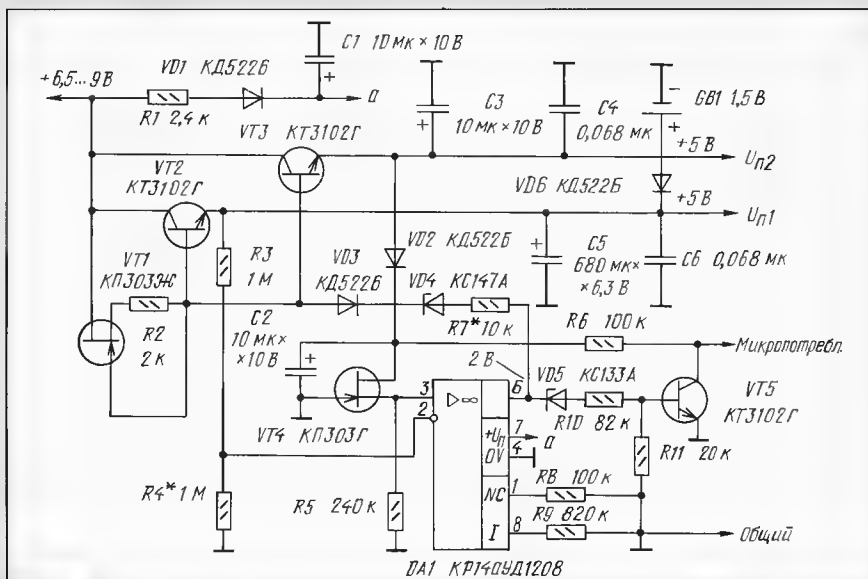 C1 10 мк × 10 В
+6,5...9 В
VD1 КД522Б
R1 2,4 к
а
C3
10 мк × 10 В
C4
0,068 мк
GB1 1,5 В
VT3 КТ3102Г
+5 В
Uп2
VT2
КТ3102Г
VD6 КД522Б
+5 В
Uп1
VT1
КП303Ж
R3
1 М
VD3
КД522Б
VD2 КД522Б
VD4 КС147А
C5
680 мк ×
× 6,3 В
C6 0,068 мк
R2
2 к
C2
10 мк ×
× 10 В
R7* 10 к
R6 100 к
Микропотребл.
2 В
VD5 КС133А
VT5
КТ3102Г
VT4 КП303Г
3
2
▷∞
6
R10 82 к
+Uп
7
а
0V
4
R11 20 к
R4* 1 М
R5 240 к
NC
1
R8 100 к
I
8
R9 820 к
Общий
DA1 КР140УД1208